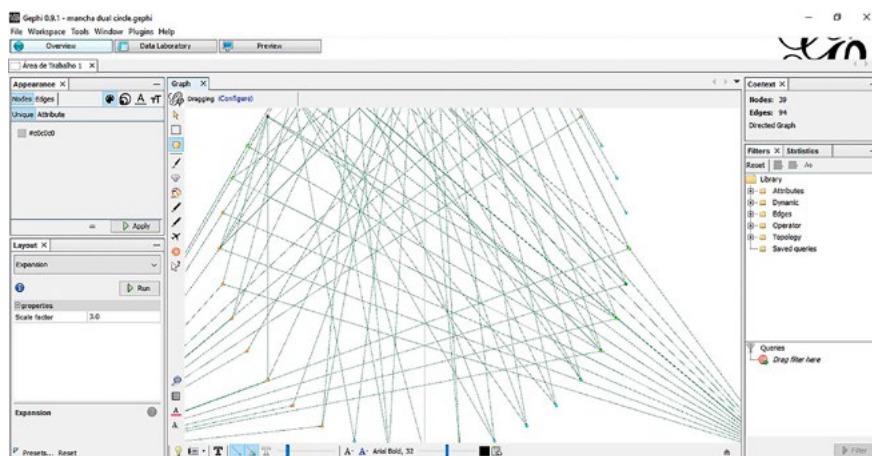 Gephi 0.9.1 - mancha dual circle.gephi
File Workspace Tools Window Plugins Help
Overview
Data Laboratory
Preview
Área de Trabalho 1
Appearance
Nodes Edges
Unique Attribute
#c0c0c0
Apply
Layout
Expansion
Run
properties
Scale factor 3.0
Expansion
Presets... Reset
Graph
Dragging (Configure)
Arial Bold, 32
Context
Nodes: 39
Edges: 94
Directed Graph
Filters Statistics
Reset
Library
Attributes
Dynamic
Edges
Operator
Topology
Saved queries
Queries
Drag filter here
Filter